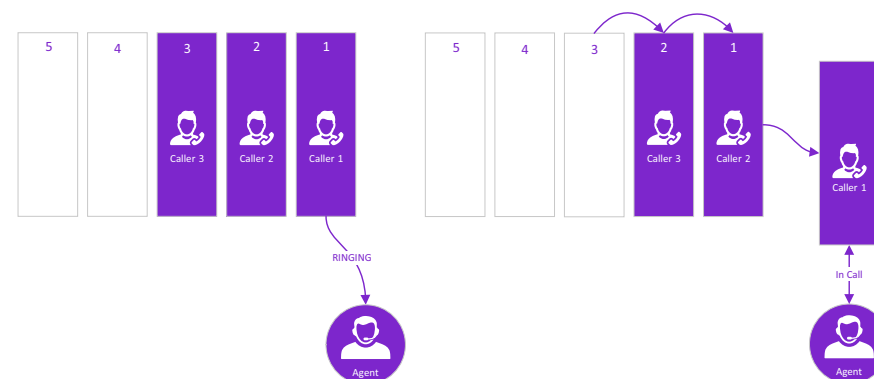 5
4
3
2
1
Caller 3
Caller 2
Caller 1
RINGING
Agent
5
4
3
2
1
Caller 3
Caller 2
Caller 1
In Call
Agent